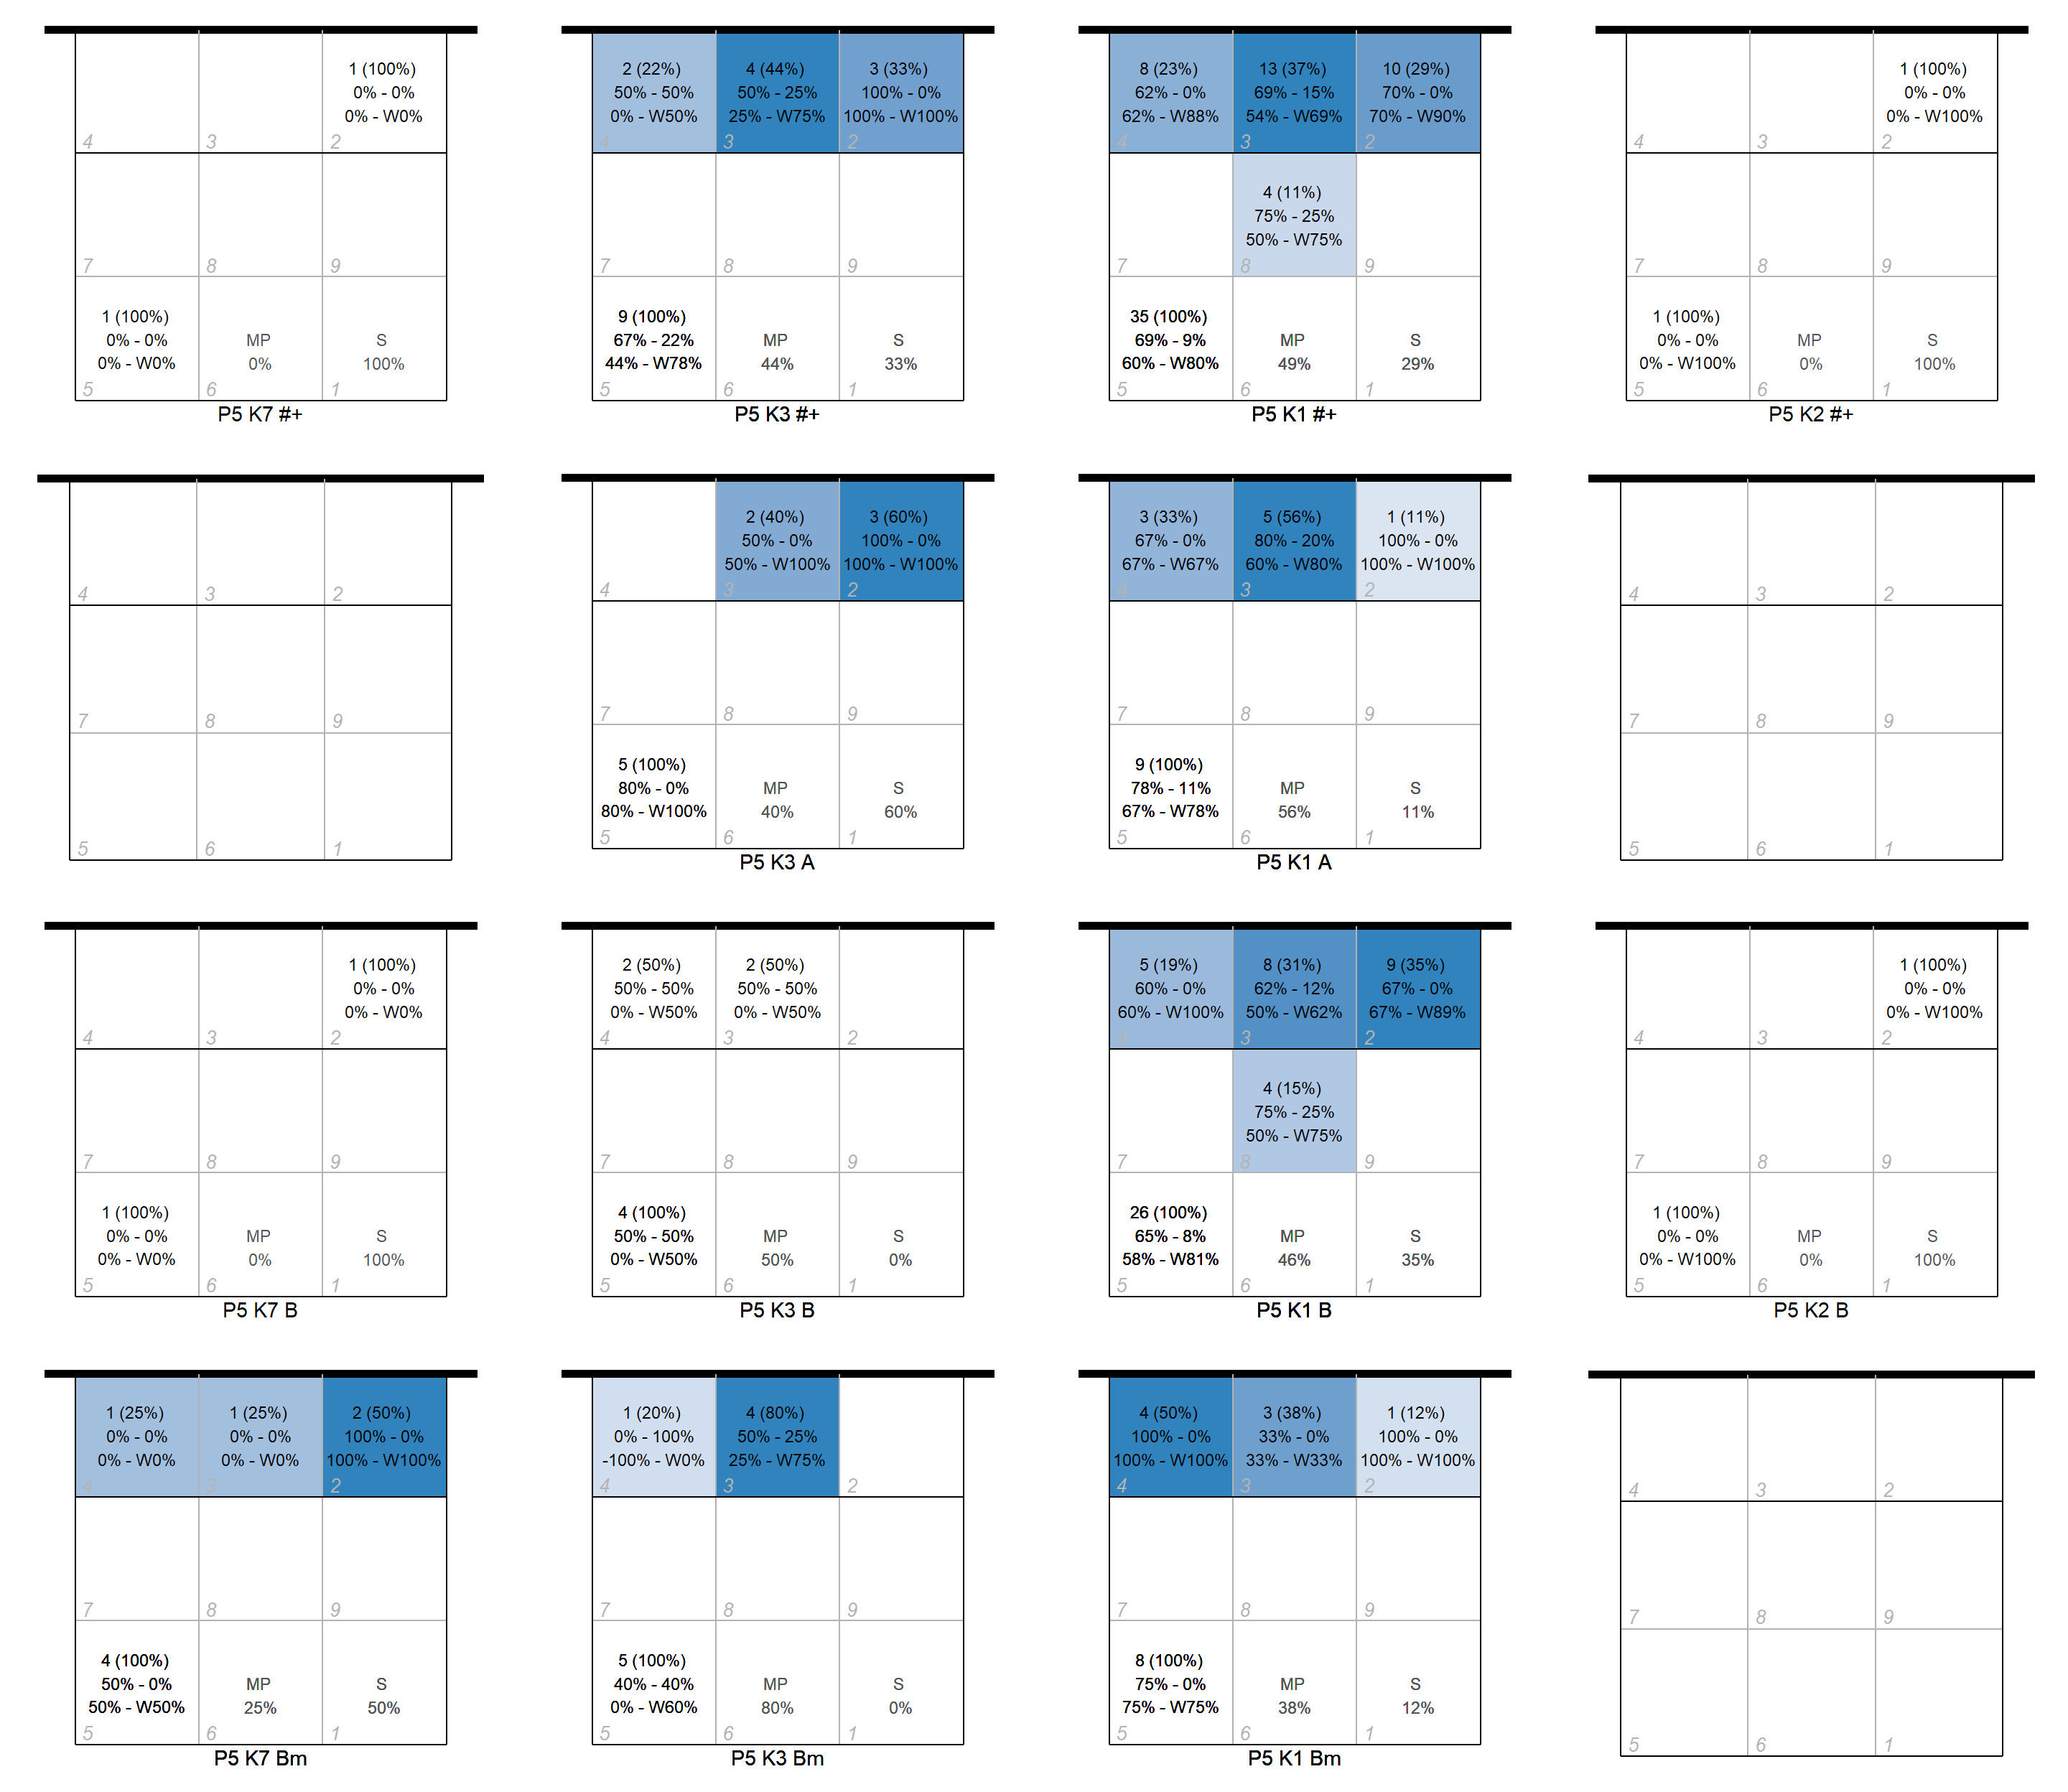 1 (100%)
0% - 0%
0% - W0%
4
3
2
7
8
9
1 (100%)
0% - 0%
0% - W0%
MP
0%
S
100%
5
6
1
P5 K7 #+
2 (22%)
50% - 50%
0% - W50%
4 (44%)
50% - 25%
25% - W75%
3 (33%)
100% - 0%
100% - W100%
4
3
2
7
8
9
9 (100%)
67% - 22%
44% - W78%
MP
44%
S
33%
5
6
1
P5 K3 #+
8 (23%)
62% - 0%
62% - W88%
13 (37%)
69% - 15%
54% - W69%
10 (29%)
70% - 0%
70% - W90%
4
3
2
4 (11%)
75% - 25%
50% - W75%
7
8
9
35 (100%)
69% - 9%
60% - W80%
MP
49%
S
29%
5
6
1
P5 K1 #+
1 (100%)
0% - 0%
0% - W100%
4
3
2
7
8
9
1 (100%)
0% - 0%
0% - W100%
MP
0%
S
100%
5
6
1
P5 K2 #+
4
3
2
7
8
9
5
6
1
2 (40%)
50% - 0%
50% - W100%
3 (60%)
100% - 0%
100% - W100%
4
3
2
7
8
9
5 (100%)
80% - 0%
80% - W100%
MP
40%
S
60%
5
6
1
P5 K3 A
3 (33%)
67% - 0%
67% - W67%
5 (56%)
80% - 20%
60% - W80%
1 (11%)
100% - 0%
100% - W100%
4
3
2
7
8
9
9 (100%)
78% - 11%
67% - W78%
MP
56%
S
11%
5
6
1
P5 K1 A
4
3
2
7
8
9
5
6
1
1 (100%)
0% - 0%
0% - W0%
4
3
2
7
8
9
1 (100%)
0% - 0%
0% - W0%
MP
0%
S
100%
5
6
1
P5 K7 B
2 (50%)
50% - 50%
0% - W50%
2 (50%)
50% - 50%
0% - W50%
4
3
2
7
8
9
4 (100%)
50% - 50%
0% - W50%
MP
50%
S
0%
5
6
1
P5 K3 B
5 (19%)
60% - 0%
60% - W100%
8 (31%)
62% - 12%
50% - W62%
9 (35%)
67% - 0%
67% - W89%
4
3
2
4 (15%)
75% - 25%
50% - W75%
7
8
9
26 (100%)
65% - 8%
58% - W81%
MP
46%
S
35%
5
6
1
P5 K1 B
1 (100%)
0% - 0%
0% - W100%
4
3
2
7
8
9
1 (100%)
0% - 0%
0% - W100%
MP
0%
S
100%
5
6
1
P5 K2 B
1 (25%)
0% - 0%
0% - W0%
1 (25%)
0% - 0%
0% - W0%
2 (50%)
100% - 0%
100% - W100%
4
3
2
7
8
9
4 (100%)
50% - 0%
50% - W50%
MP
25%
S
50%
5
6
1
P5 K7 Bm
1 (20%)
0% - 100%
-100% - W0%
4 (80%)
50% - 25%
25% - W75%
4
3
2
7
8
9
5 (100%)
40% - 40%
0% - W60%
MP
80%
S
0%
5
6
1
P5 K3 Bm
4 (50%)
100% - 0%
100% - W100%
3 (38%)
33% - 0%
33% - W33%
1 (12%)
100% - 0%
100% - W100%
4
3
2
7
8
9
8 (100%)
75% - 0%
75% - W75%
MP
38%
S
12%
5
6
1
P5 K1 Bm
4
3
2
7
8
9
5
6
1